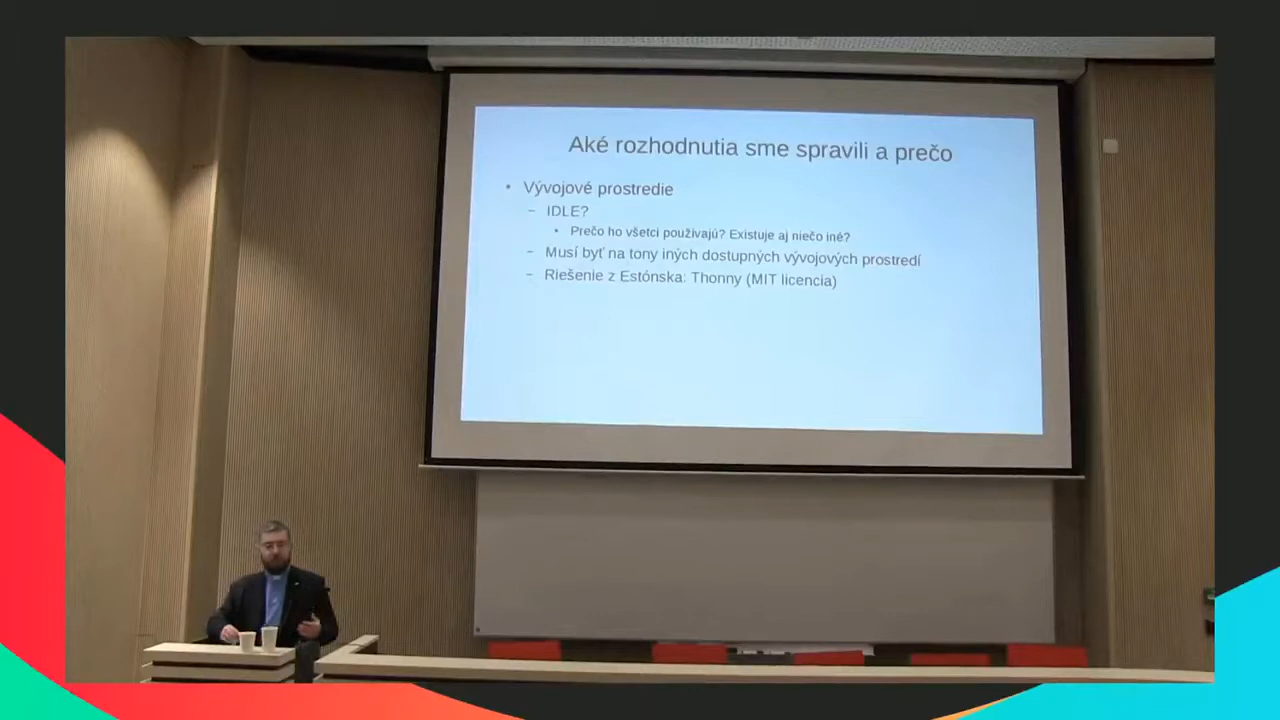 Aké rozhodnutia sme spravili a prečo
• Vývojové prostredie
– IDLE?
• Prečo ho všetci používajú? Existuje aj niečo iné?
– Musí byť na tony iných dostupných vývojových prostredí
– Riešenie z Estónska: Thonny (MIT licencia)